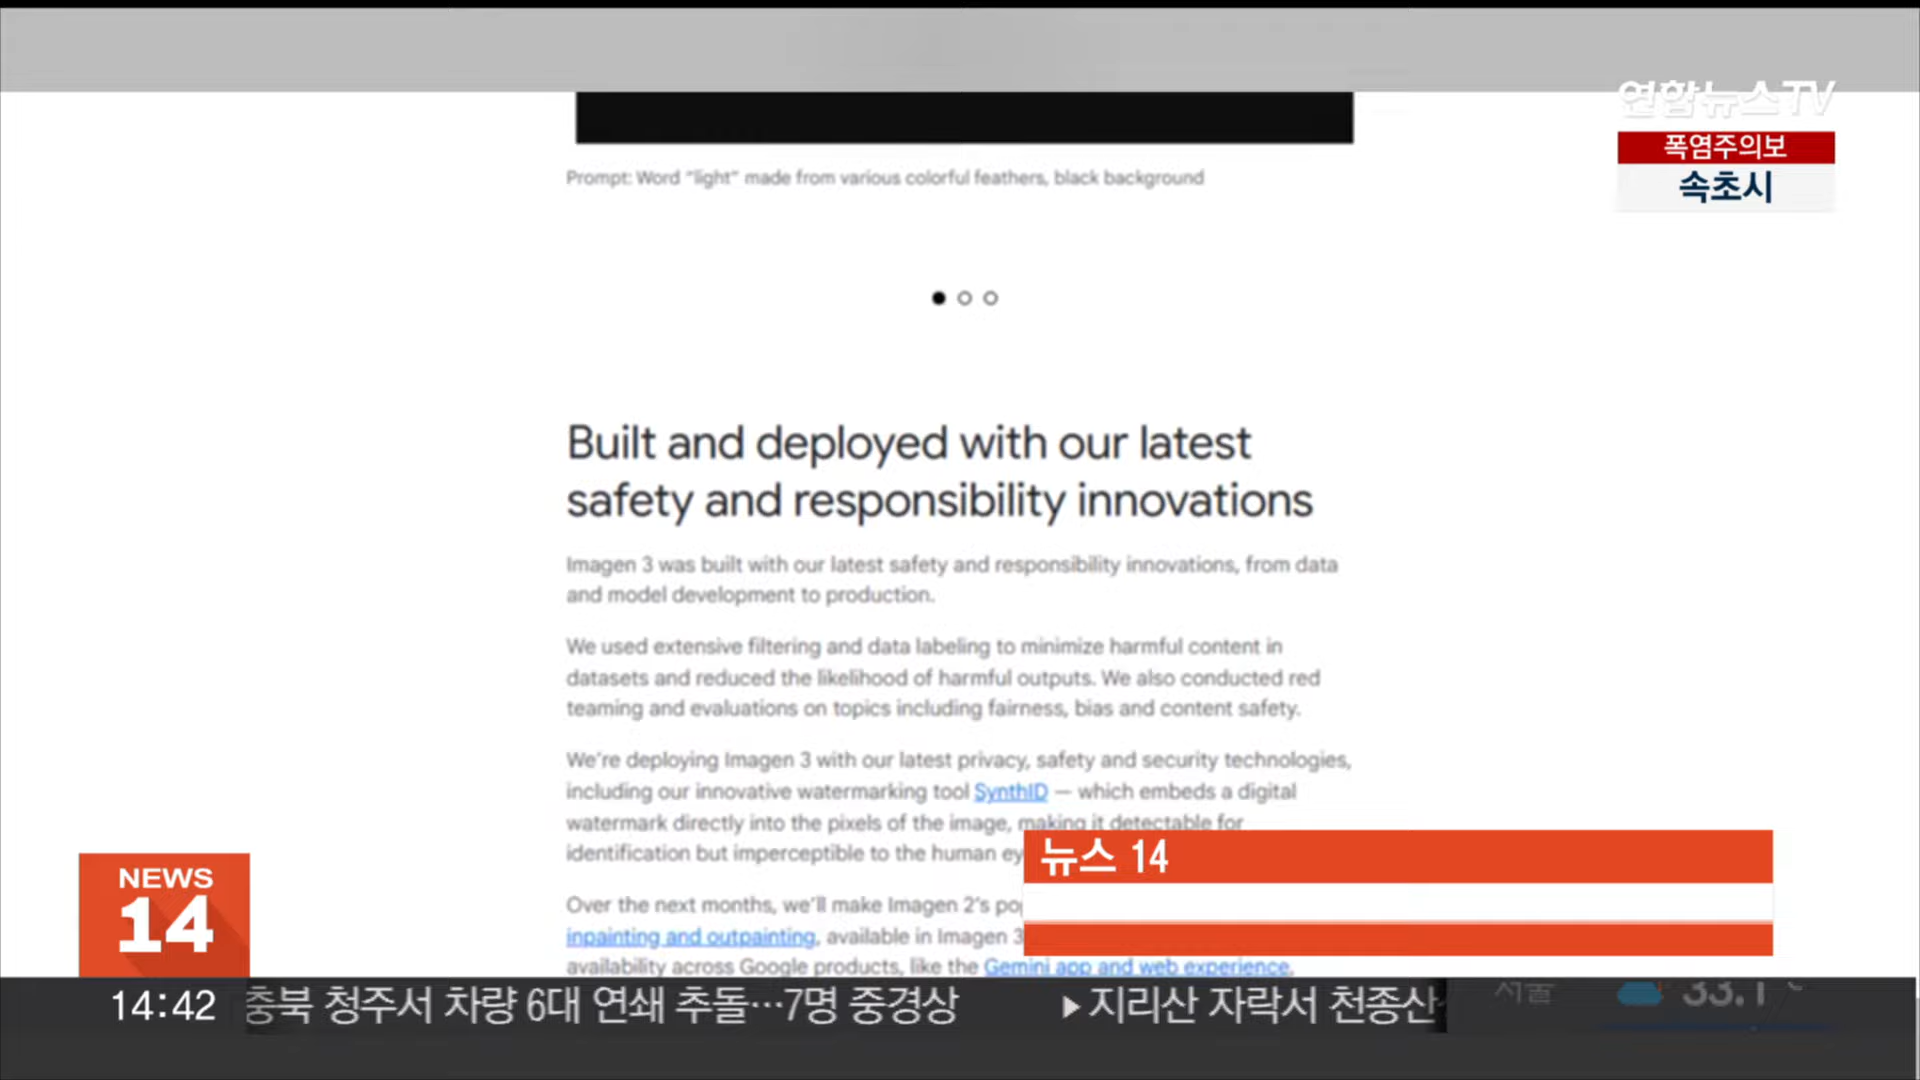 연합뉴스TV
폭염주의보
속초시
Prompt: Word “light” made from various colorful feathers, black background
Built and deployed with our latest
safety and responsibility innovations
Imagen 3 was built with our latest safety and responsibility innovations, from data
and model development to production.
We used extensive filtering and data labeling to minimize harmful content in
datasets and reduced the likelihood of harmful outputs. We also conducted red
teaming and evaluations on topics including fairness, bias and content safety.
We’re deploying Imagen 3 with our latest privacy, safety and security technologies,
including our innovative watermarking tool SynthID — which embeds a digital
watermark directly into the pixels of the image, making it detectable for
identification but imperceptible to the human
Over the next months, we’ll make Imagen 2’s
inpainting and outpainting, available in Imagen 3
availability across Google products, like the Gemini app and web experience,
뉴스 14
NEWS
14
14:42 충북 청주서 차량 6대 연쇄 추돌…7명 중경상 ▶지리산 자락서 천종산
서울 33.1